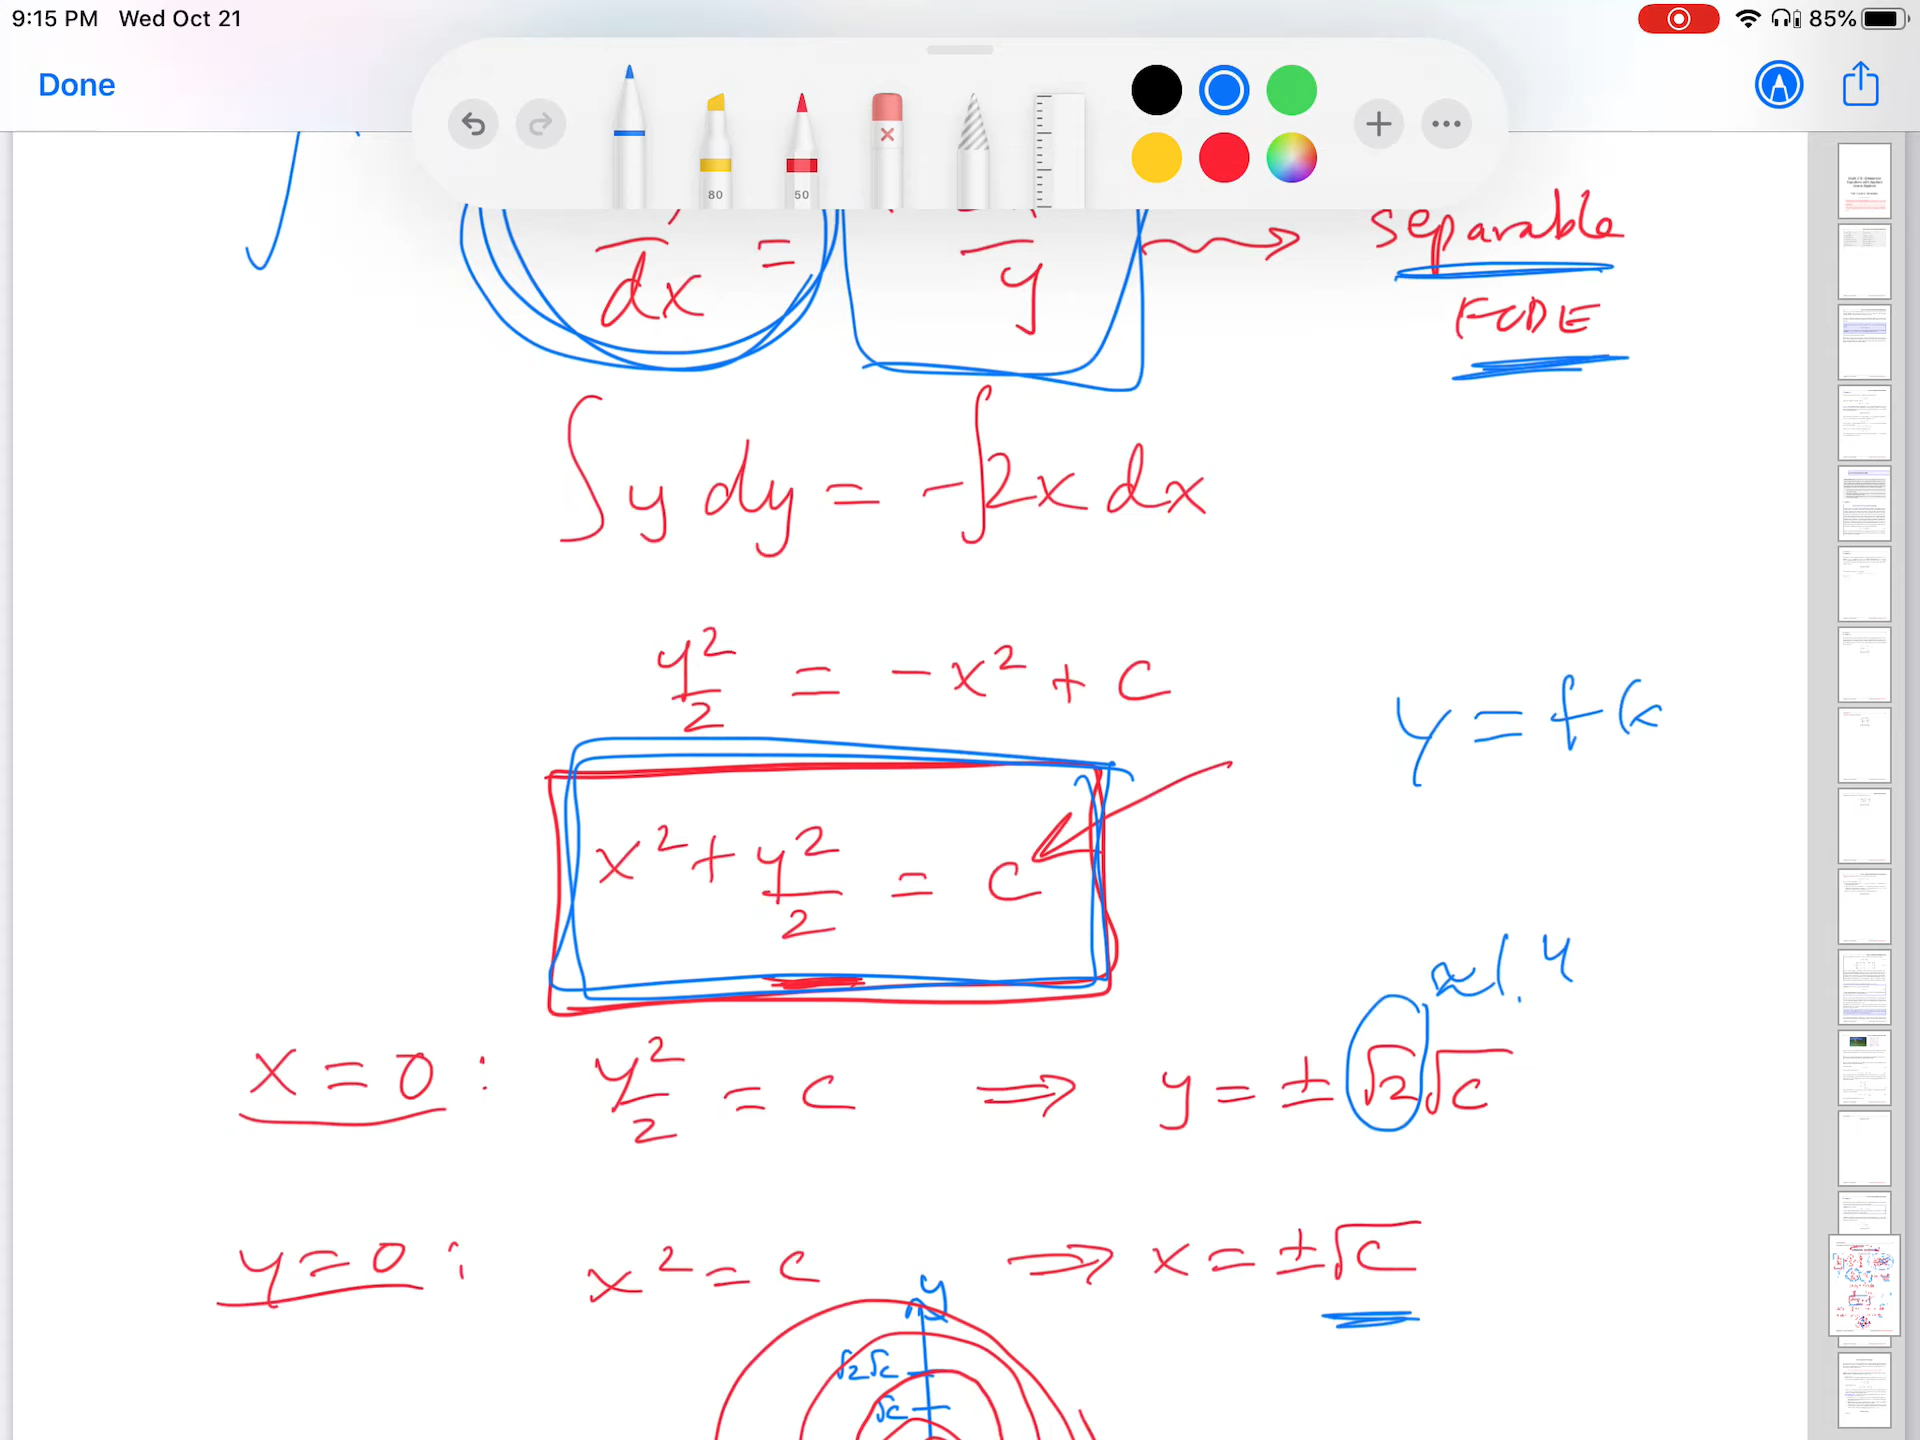 9:15 PM Wed Oct 21 85%
Done
80 50
dx = y separable
FODE
∫ y dy = -∫2x dx
y²/2 = -x² + c
y = f(x
x² + y²/2 = c
≈1.4
x = 0 : y²/2 = c ⟹ y = ± √2 √c
y = 0 : x² = c ⟹ x = ±√c
y
√2√c
√c